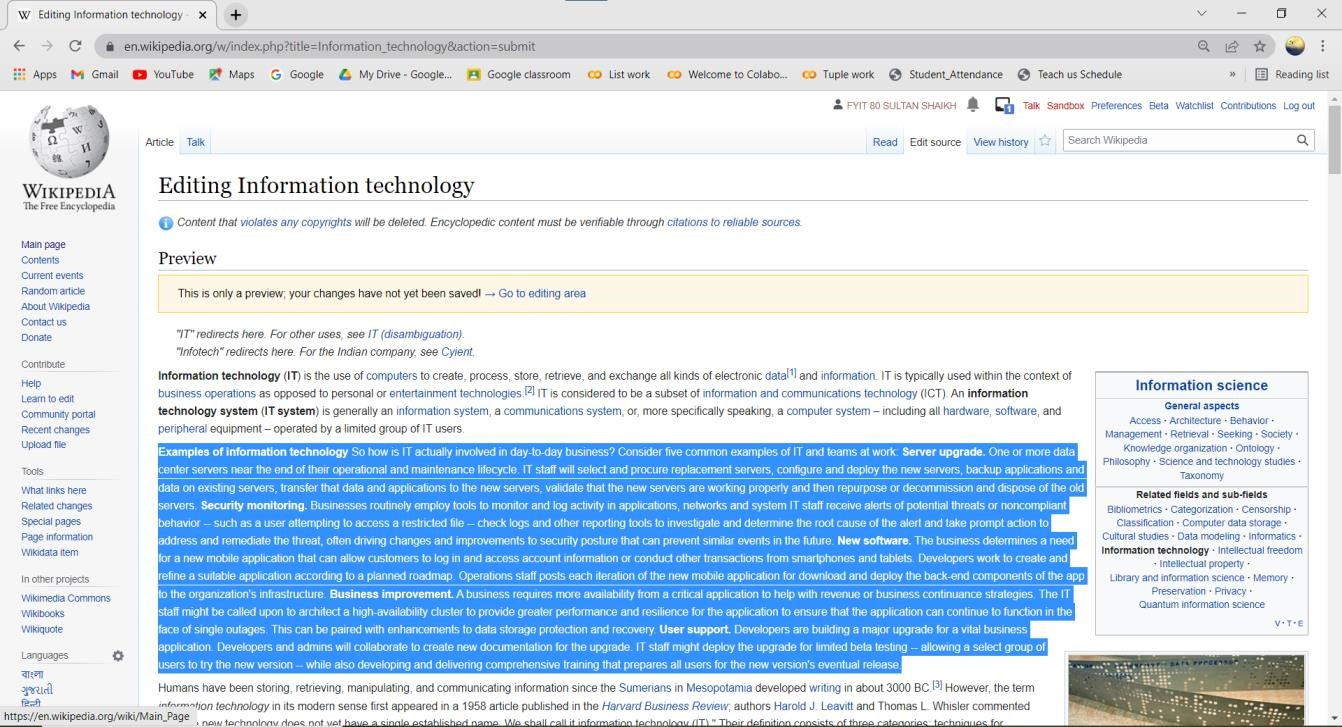 Editing Information technology -
en.wikipedia.org/w/index.php?title=Information_technology&action=submit
Apps Gmail YouTube Maps Google My Drive - Google... Google classroom List work Welcome to Colabo... Tuple work Student_Attendance Teach us Schedule » Reading list
FYIT 80 SULTAN SHAIKH 1 Talk Sandbox Preferences Beta Watchlist Contributions Log out
Article Talk Read Edit source View history Search Wikipedia
WIKIPEDIA
The Free Encyclopedia
Main page
Contents
Current events
Random article
About Wikipedia
Contact us
Donate
Contribute
Help
Learn to edit
Community portal
Recent changes
Upload file
Tools
What links here
Related changes
Special pages
Page information
Wikidata item
In other projects
Wikimedia Commons
Wikibooks
Wikiquote
Languages
বাংলা
ગુજરાતી
हिन्दी
https://en.wikipedia.org/wiki/Main_Page
Editing Information technology
Content that violates any copyrights will be deleted. Encyclopedic content must be verifiable through citations to reliable sources.
Preview
This is only a preview; your changes have not yet been saved! → Go to editing area
"IT" redirects here. For other uses, see IT (disambiguation).
"Infotech" redirects here. For the Indian company, see Cyient.
Information technology (IT) is the use of computers to create, process, store, retrieve, and exchange all kinds of electronic data[1] and information. IT is typically used within the context of
business operations as opposed to personal or entertainment technologies.[2] IT is considered to be a subset of information and communications technology (ICT). An information
technology system (IT system) is generally an information system, a communications system, or, more specifically speaking, a computer system – including all hardware, software, and
peripheral equipment – operated by a limited group of IT users.
Examples of information technology So how is IT actually involved in day-to-day business? Consider five common examples of IT and teams at work: Server upgrade. One or more data
center servers near the end of their operational and maintenance lifecycle. IT staff will select and procure replacement servers, configure and deploy the new servers, backup applications and
data on existing servers, transfer that data and applications to the new servers, validate that the new servers are working properly and then repurpose or decommission and dispose of the old
servers. Security monitoring. Businesses routinely employ tools to monitor and log activity in applications, networks and system IT staff receive alerts of potential threats or noncompliant
behavior -- such as a user attempting to access a restricted file -- check logs and other reporting tools to investigate and determine the root cause of the alert and take prompt action to
address and remediate the threat, often driving changes and improvements to security posture that can prevent similar events in the future. New software. The business determines a need
for a new mobile application that can allow customers to log in and access account information or conduct other transactions from smartphones and tablets. Developers work to create and
refine a suitable application according to a planned roadmap. Operations staff posts each iteration of the new mobile application for download and deploy the back-end components of the app
to the organization's infrastructure. Business improvement. A business requires more availability from a critical application to help with revenue or business continuance strategies. The IT
staff might be called upon to architect a high-availability cluster to provide greater performance and resilience for the application to ensure that the application can continue to function in the
face of single outages. This can be paired with enhancements to data storage protection and recovery. User support. Developers are building a major upgrade for a vital business
application. Developers and admins will collaborate to create new documentation for the upgrade. IT staff might deploy the upgrade for limited beta testing -- allowing a select group of
users to try the new version -- while also developing and delivering comprehensive training that prepares all users for the new version's eventual release.
Humans have been storing, retrieving, manipulating, and communicating information since the Sumerians in Mesopotamia developed writing in about 3000 BC.[3] However, the term
information technology in its modern sense first appeared in a 1958 article published in the Harvard Business Review; authors Harold J. Leavitt and Thomas L. Whisler commented
new technology does not yet have a single established name. We shall call it information technology (IT)." Their definition consists of three categories: techniques for
Information science
General aspects
Access · Architecture · Behavior ·
Management · Retrieval · Seeking · Society ·
Knowledge organization · Ontology ·
Philosophy · Science and technology studies ·
Taxonomy
Related fields and sub-fields
Bibliometrics · Categorization · Censorship ·
Classification · Computer data storage ·
Cultural studies · Data modeling · Informatics ·
Information technology · Intellectual freedom
· Intellectual property ·
Library and information science · Memory ·
Preservation · Privacy ·
Quantum information science
V · T · E